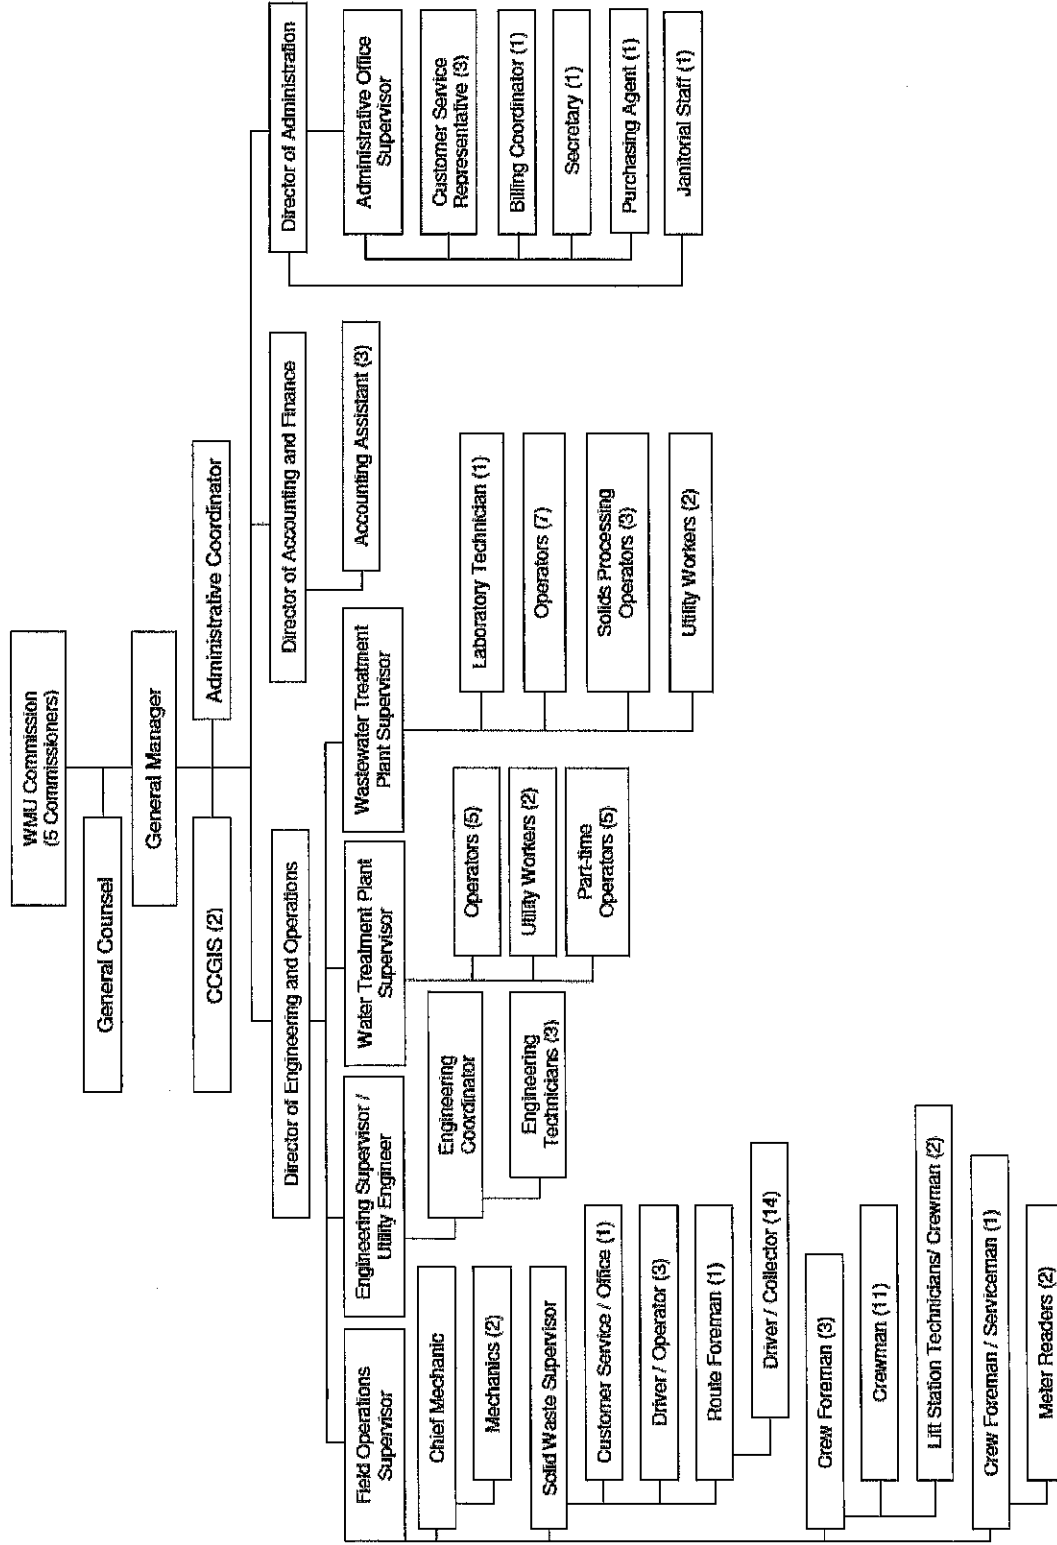 WMU Commission
(5 Commissioners)
General Counsel
General Manager
CCGIS (2)
Administrative Coordinator
Director of Engineering and Operations
Director of Accounting and Finance
Director of Administration
Field Operations
Supervisor
Chief Mechanic
Mechanics (2)
Solid Waste Supervisor
Customer Service / Office (1)
Driver / Operator (3)
Route Foreman (1)
Driver / Collector (14)
Crew Foreman (3)
Crewman (11)
Lift Station Technicians/ Crewman (2)
Crew Foreman / Serviceman (1)
Meter Readers (2)
Engineering Supervisor /
Utility Engineer
Engineering
Coordinator
Engineering
Technicians (3)
Water Treatment Plant
Supervisor
Operators (5)
Utility Workers (2)
Part-time
Operators (5)
Wastewater Treatment
Plant Supervisor
Laboratory Technician (1)
Operators (7)
Solids Processing
Operators (3)
Utility Workers (2)
Accounting Assistant (3)
Administrative Office
Supervisor
Customer Service
Representative (3)
Billing Coordinator (1)
Secretary (1)
Purchasing Agent (1)
Janitorial Staff (1)